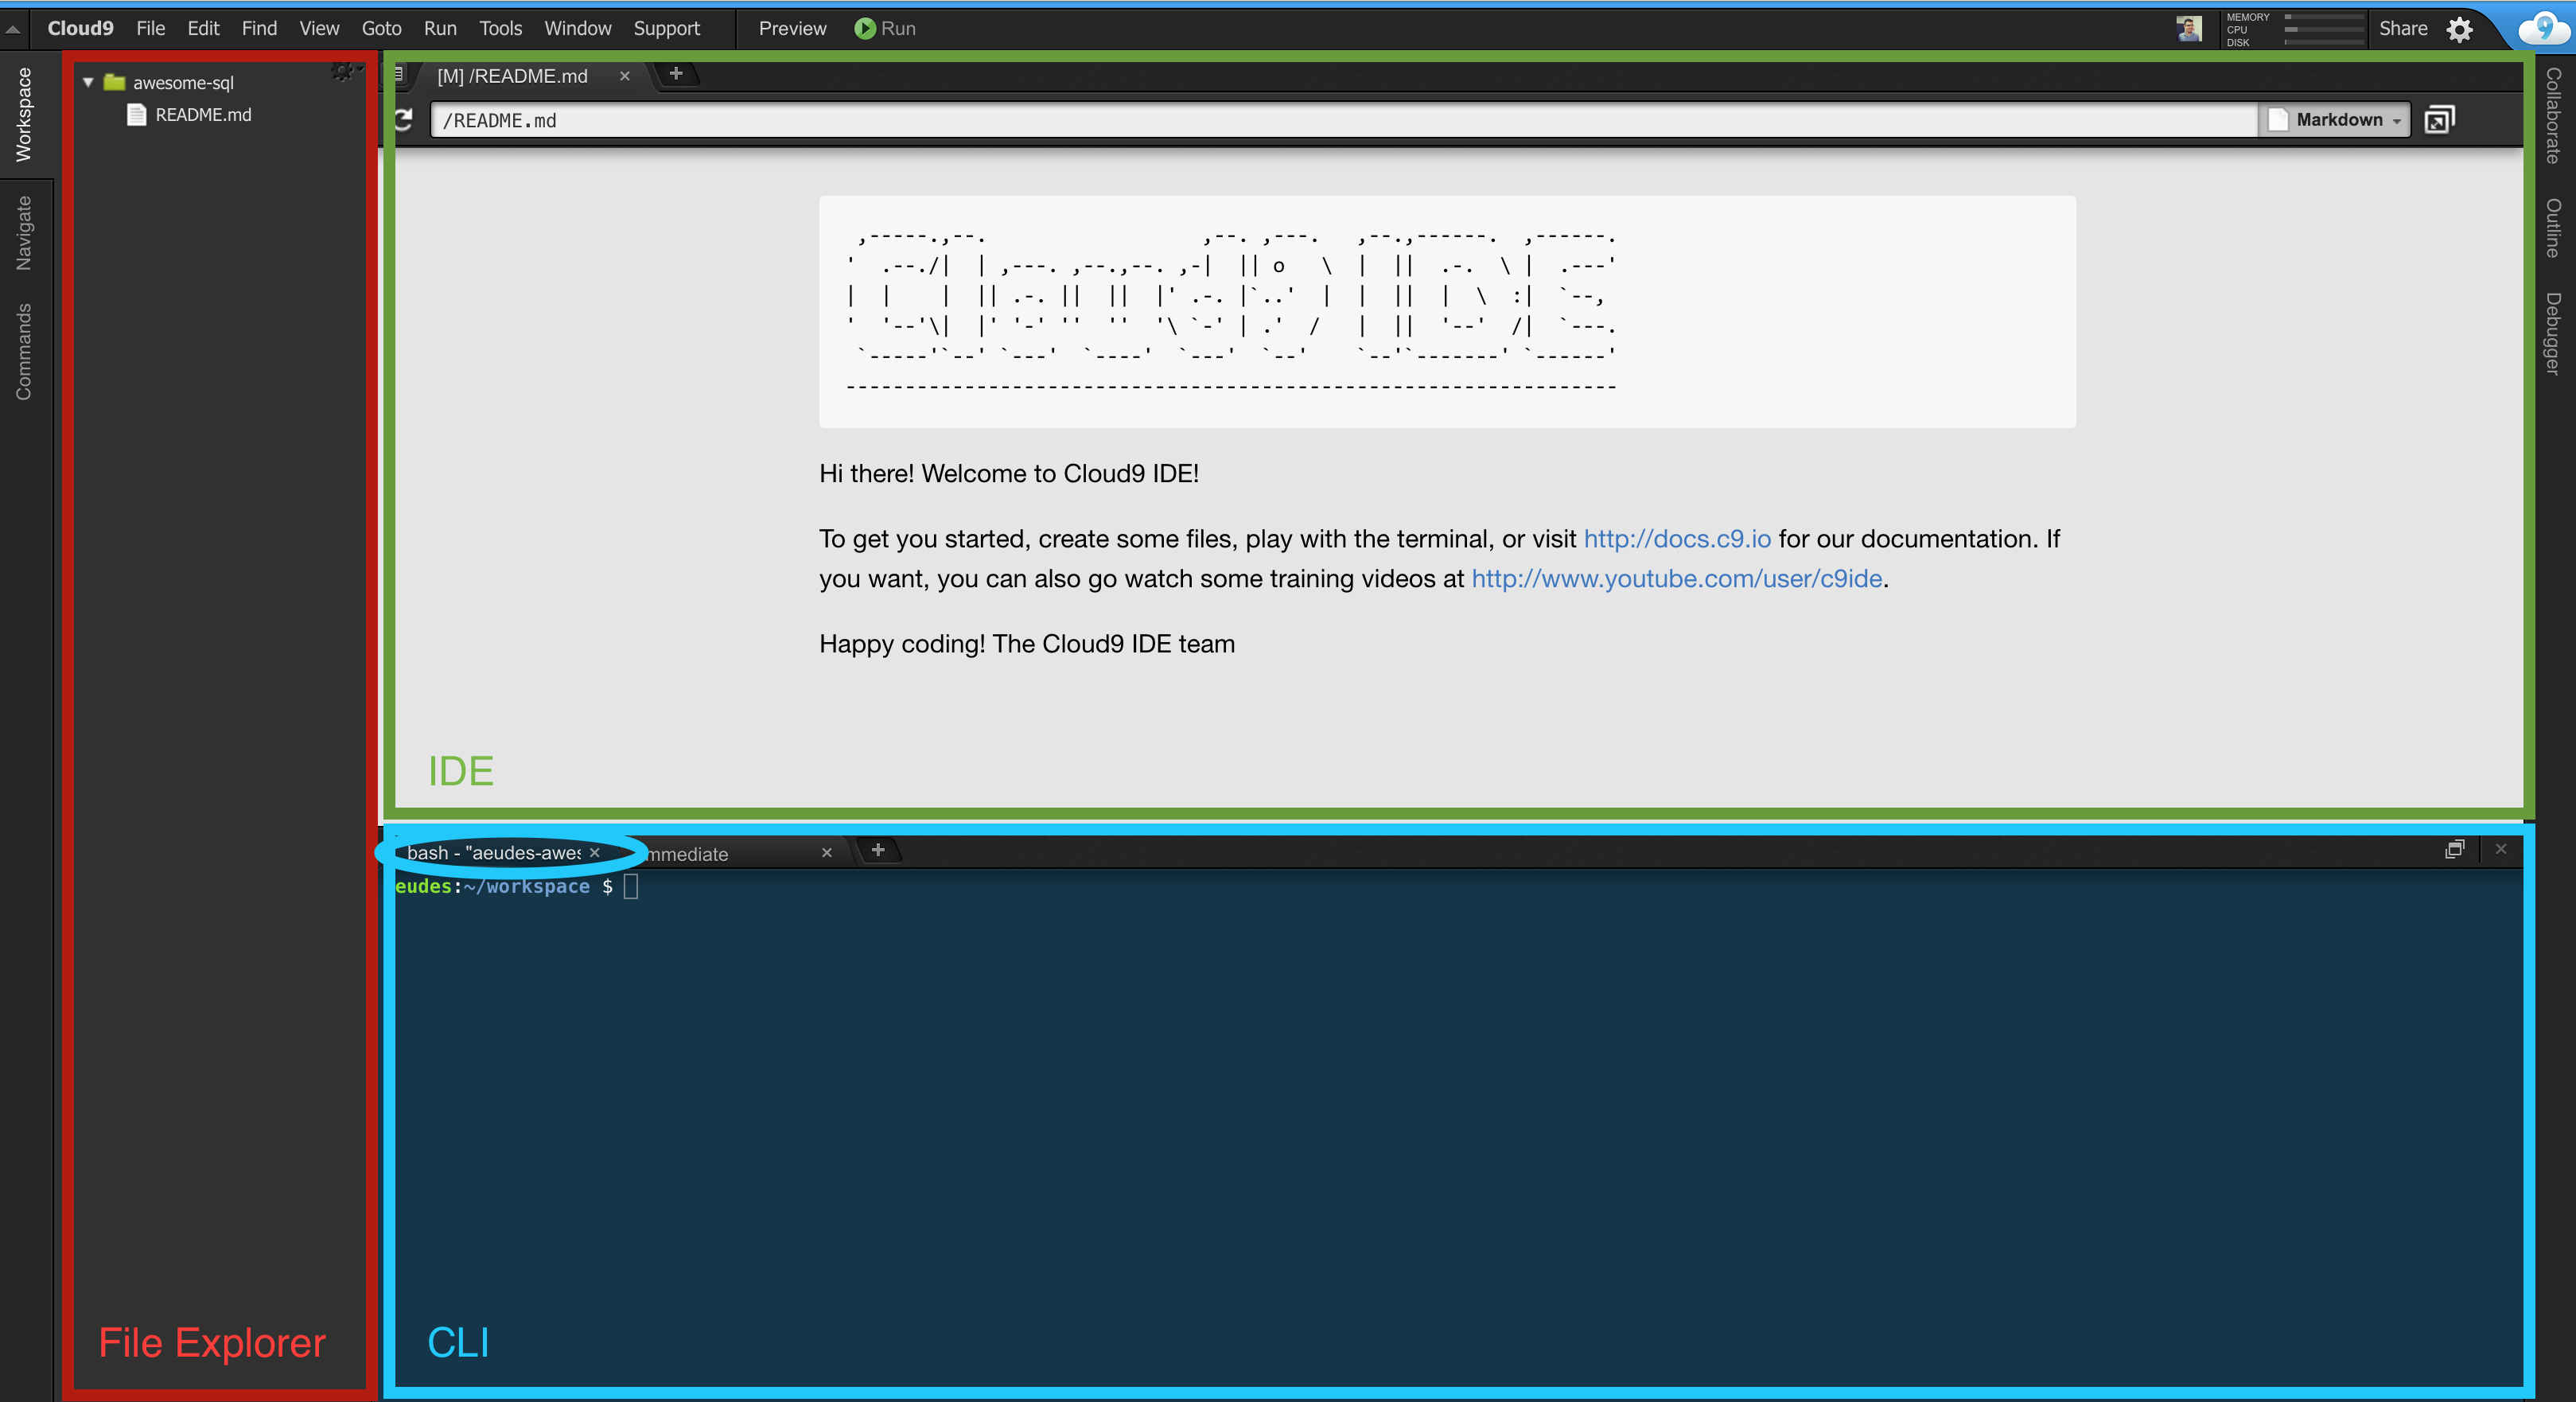 Cloud9 File Edit Find View Goto Run Tools Window Support Preview Run MEMORY CPU DISK Share
Workspace
Navigate
Commands
awesome-sql
README.md
File Explorer
[M] /README.md
/README.md Markdown
 ,-----.,--.                  ,--. ,---.   ,--.,------.  ,------.
'  .--./|  | ,---. ,--.,--. ,-|  || o   \  |  ||  .-.  \ |  .---'
|  |    |  || .-. ||  ||  |' .-. |`..'  |  |  ||  |  \  :|  `--,
'  '--'\|  |' '-' ''  ''  '\ `-' | .'  /   |  ||  '--'  /|  `---.
 `-----'`--' `---'  `----'  `---'  `--'    `--'`-------' `------'
-----------------------------------------------------------------
Hi there! Welcome to Cloud9 IDE!
To get you started, create some files, play with the terminal, or visit http://docs.c9.io for our documentation. If
you want, you can also go watch some training videos at http://www.youtube.com/user/c9ide.
Happy coding! The Cloud9 IDE team
IDE
bash - "aeudes-awes mmediate
eudes:~/workspace $
CLI
Collaborate
Outline
Debugger
9